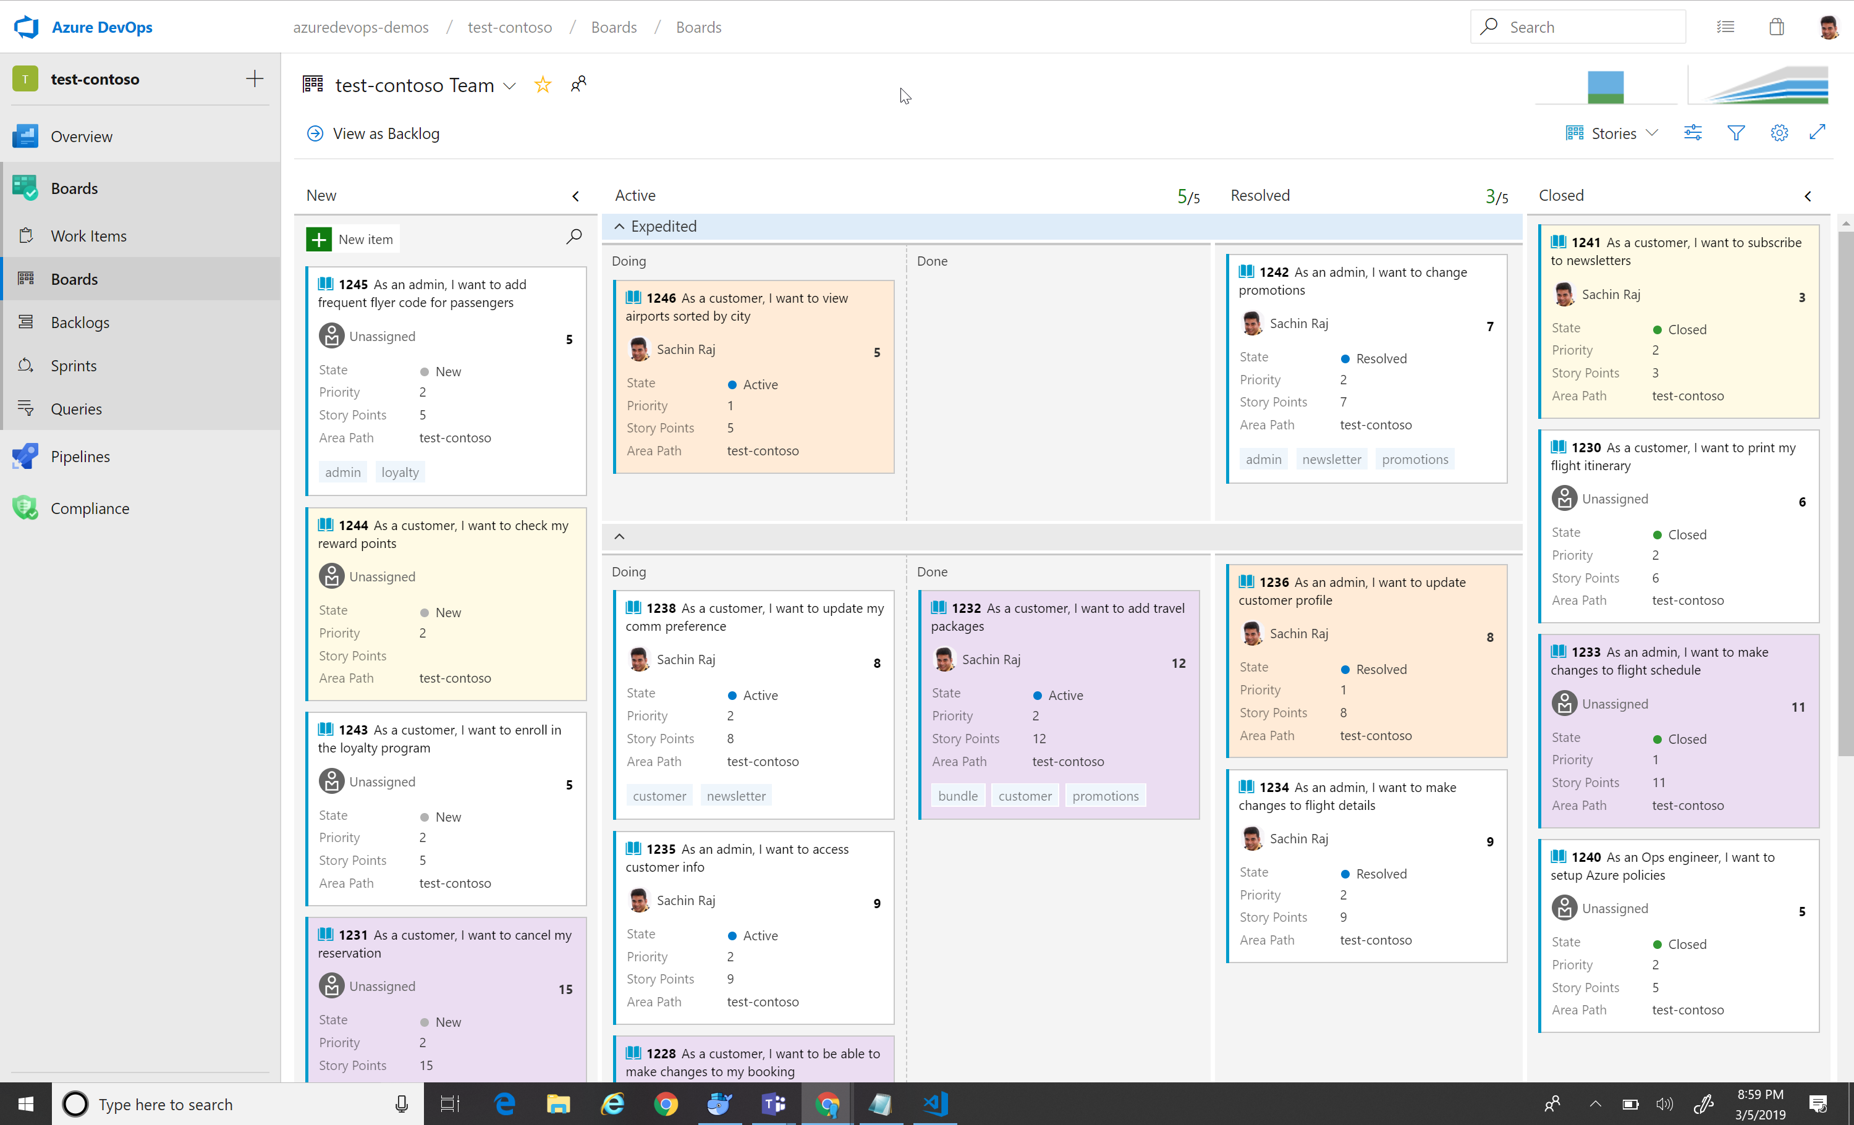 Azure DevOps
azuredevops-demos / test-contoso / Boards / Boards
Search
T test-contoso
Overview
Boards
Work Items
Boards
Backlogs
Sprints
Queries
Pipelines
Compliance
test-contoso Team
View as Backlog
Stories
New
New item
1245 As an admin, I want to add
frequent flyer code for passengers
Unassigned 5
State New
Priority 2
Story Points 5
Area Path test-contoso
admin loyalty
1244 As a customer, I want to check my
reward points
Unassigned
State New
Priority 2
Story Points
Area Path test-contoso
1243 As a customer, I want to enroll in
the loyalty program
Unassigned 5
State New
Priority 2
Story Points 5
Area Path test-contoso
1231 As a customer, I want to cancel my
reservation
Unassigned 15
State New
Priority 2
Story Points 15
Active 5/5
Expedited
Doing
1246 As a customer, I want to view
airports sorted by city
Sachin Raj 5
State Active
Priority 1
Story Points 5
Area Path test-contoso
Done
Doing
1238 As a customer, I want to update my
comm preference
Sachin Raj 8
State Active
Priority 2
Story Points 8
Area Path test-contoso
customer newsletter
1235 As an admin, I want to access
customer info
Sachin Raj 9
State Active
Priority 2
Story Points 9
Area Path test-contoso
1228 As a customer, I want to be able to
make changes to my booking
Done
1232 As a customer, I want to add travel
packages
Sachin Raj 12
State Active
Priority 2
Story Points 12
Area Path test-contoso
bundle customer promotions
Resolved 3/5
1242 As an admin, I want to change
promotions
Sachin Raj 7
State Resolved
Priority 2
Story Points 7
Area Path test-contoso
admin newsletter promotions
1236 As an admin, I want to update
customer profile
Sachin Raj 8
State Resolved
Priority 1
Story Points 8
Area Path test-contoso
1234 As an admin, I want to make
changes to flight details
Sachin Raj 9
State Resolved
Priority 2
Story Points 9
Area Path test-contoso
Closed
1241 As a customer, I want to subscribe
to newsletters
Sachin Raj 3
State Closed
Priority 2
Story Points 3
Area Path test-contoso
1230 As a customer, I want to print my
flight itinerary
Unassigned 6
State Closed
Priority 2
Story Points 6
Area Path test-contoso
1233 As an admin, I want to make
changes to flight schedule
Unassigned 11
State Closed
Priority 1
Story Points 11
Area Path test-contoso
1240 As an Ops engineer, I want to
setup Azure policies
Unassigned 5
State Closed
Priority 2
Story Points 5
Area Path test-contoso
Type here to search
8:59 PM
3/5/2019